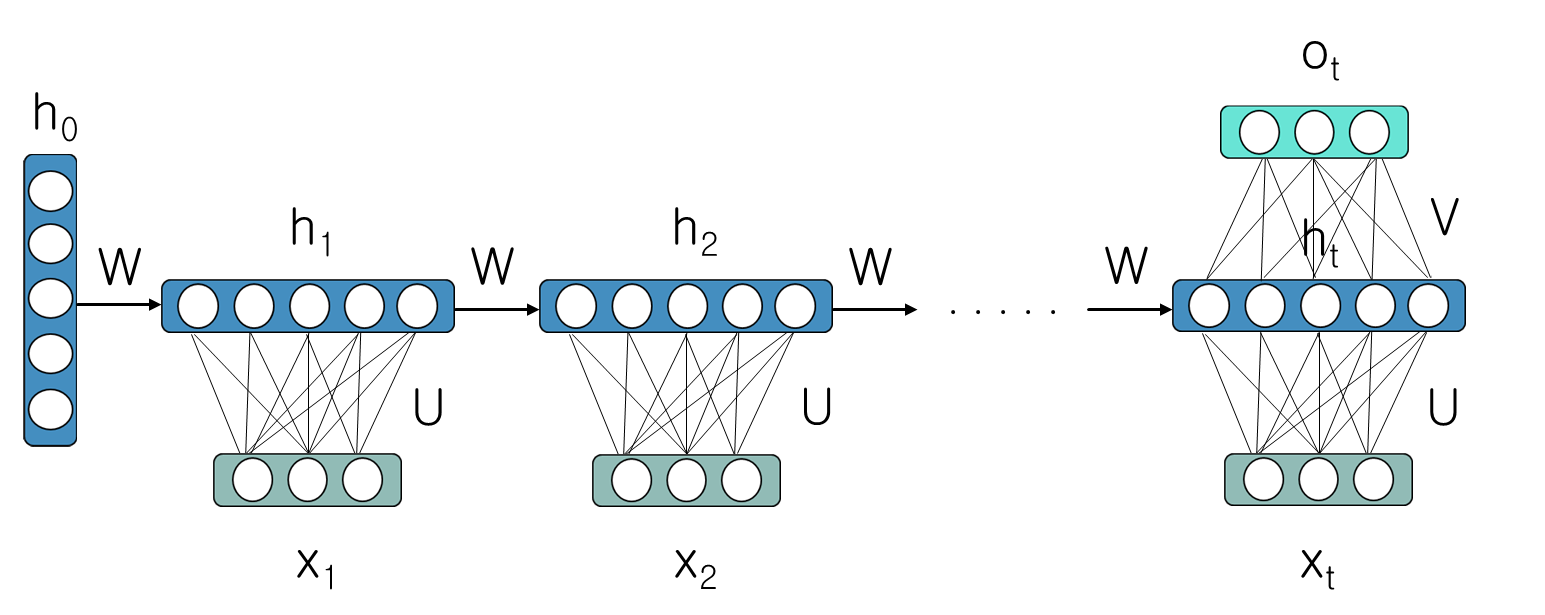 o_t
h_0
h_1
h_2
h_t
V
W
W
W
W
. . . . .
U
U
U
x_1
x_2
x_t